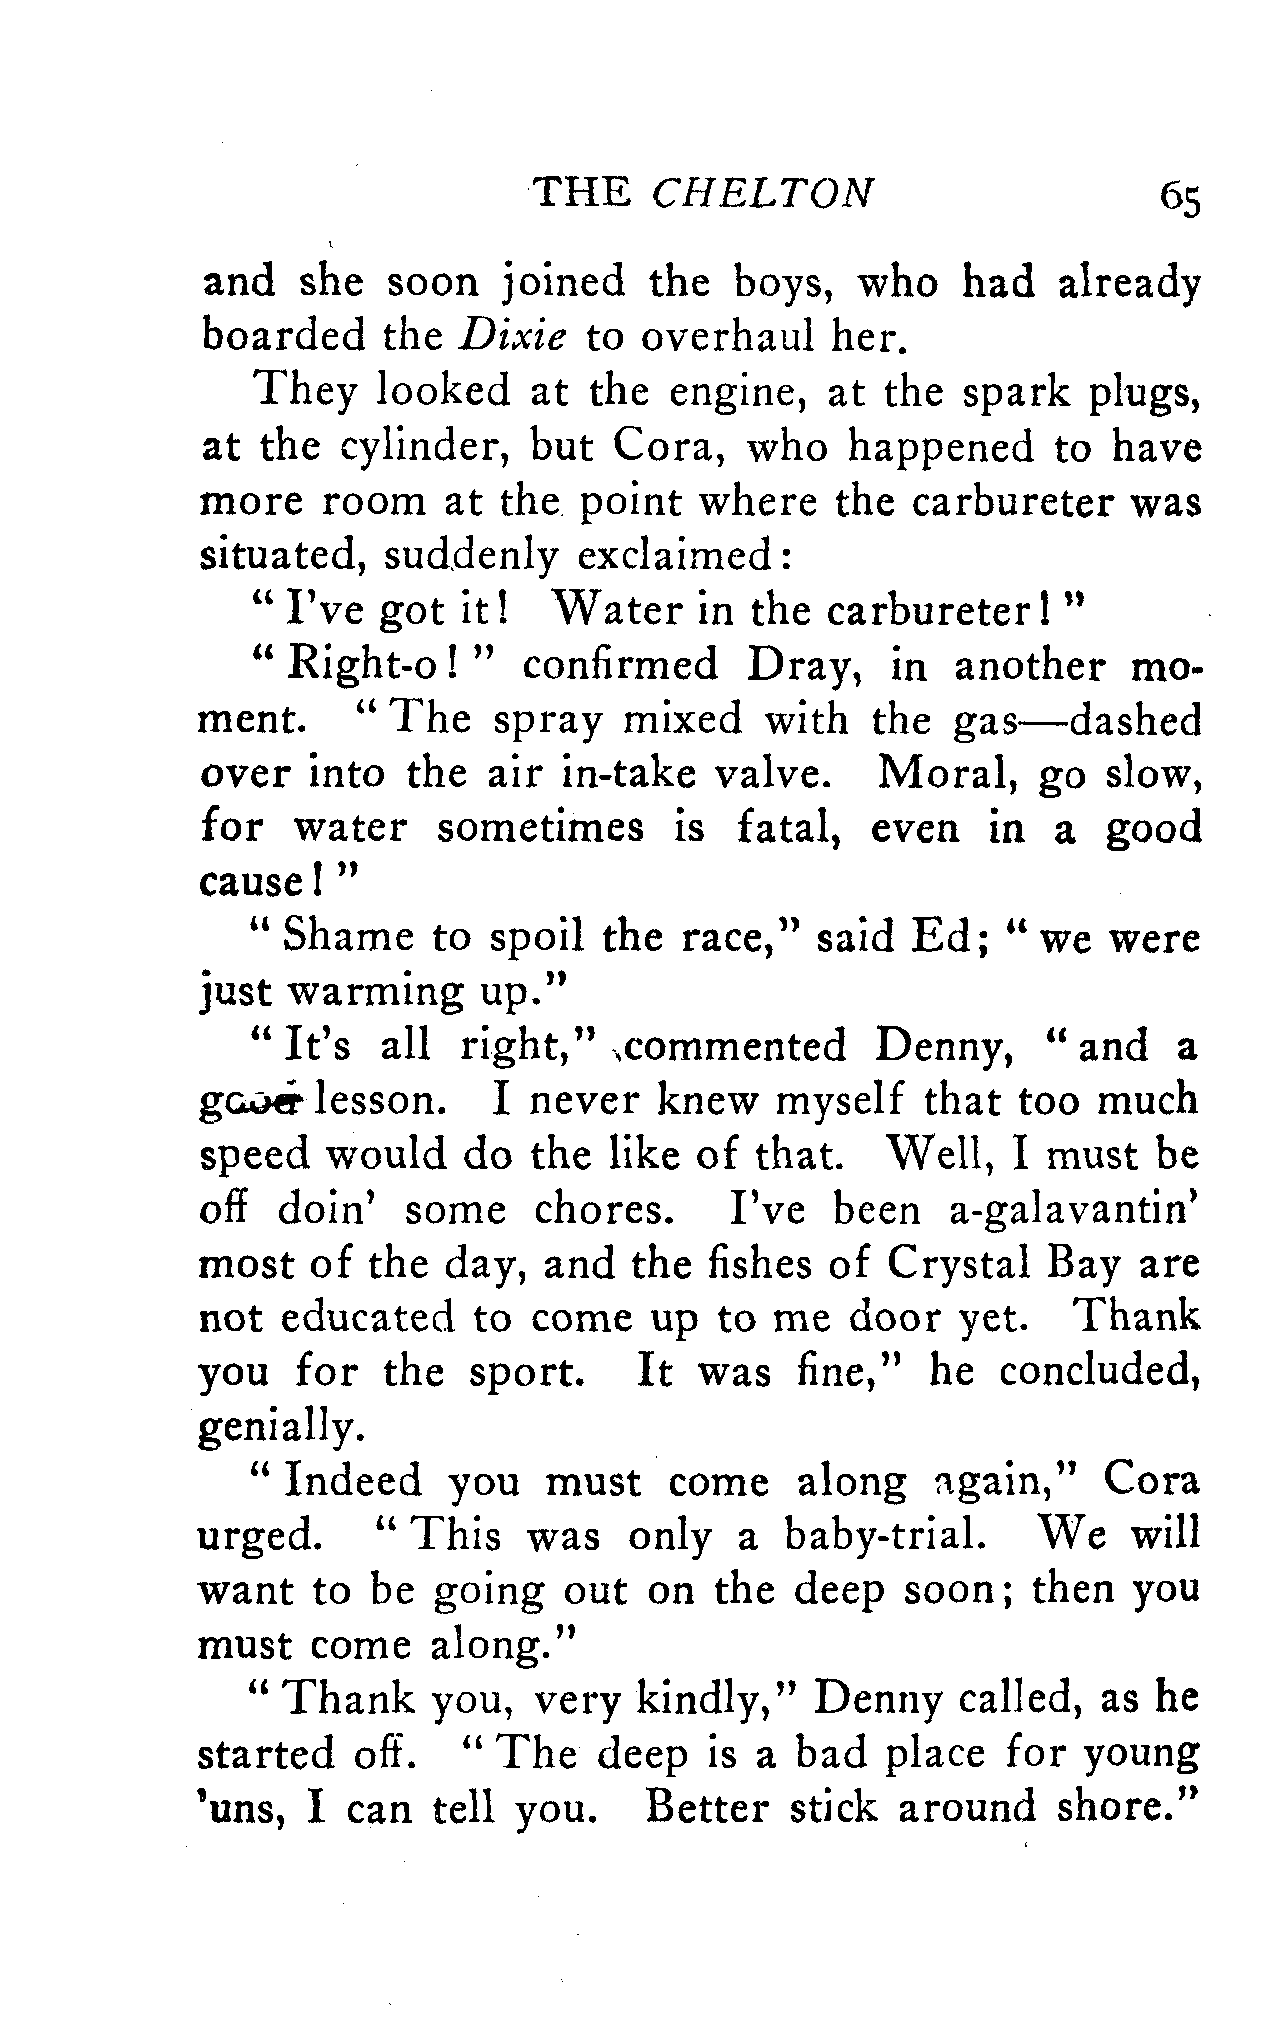 THE CHELTON 65
and she soon joined the boys, who had already
boarded the Dixie to overhaul her.
They looked at the engine, at the spark plugs,
at the cylinder, but Cora, who happened to have
more room at the point where the carbureter was
situated, suddenly exclaimed:
" I've got it! Water in the carbureter! "
" Right-o! " confirmed Dray, in another mo-
ment. " The spray mixed with the gas—dashed
over into the air in-take valve. Moral, go slow,
for water sometimes is fatal, even in a good
cause! "
" Shame to spoil the race," said Ed; " we were
just warming up."
" It's all right," commented Denny, " and a
lesson. I never knew myself that too much
speed would do the like of that. Well, I must be
off doin' some chores. I've been a-galavantin'
most of the day, and the fishes of Crystal Bay are
not educated to come up to me door yet. Thank
you for the sport. It was fine," he concluded,
genially.
" Indeed you must come along again," Cora
urged. " This was only a baby-trial. We will
want to be going out on the deep soon; then you
must come along."
" Thank you, very kindly," Denny called, as he
started off. " The deep is a bad place for young
'uns, I can tell you. Better stick around shore."